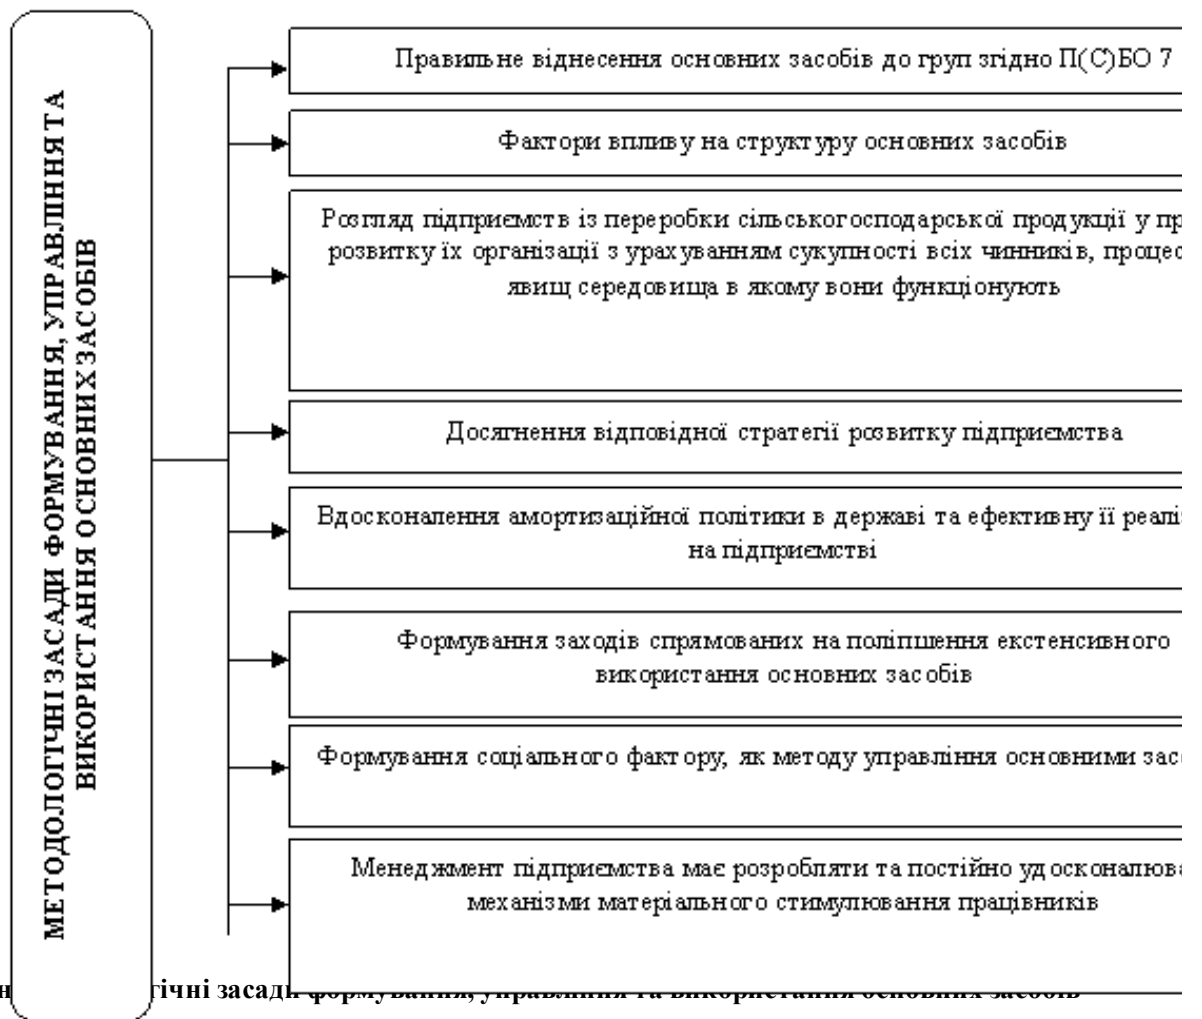 МЕТОДОЛОГІЧНІ ЗАСАДИ ФОРМУВАННЯ, УПРАВЛІННЯ ТА
ВИКОРИСТАННЯ ОСНОВНИХ ЗАСОБІВ
Правильне віднесення основних засобів до груп згідно П(С)БО 7
Фактори впливу на структуру основних засобів
Розгляд підприємств із переробки сільськогосподарської продукції у пр
розвитку їх організації з урахуванням сукупності всіх чинників, процес
явищ середовища в якому вони функціонують
Досягнення відповідної стратегії розвитку підприємства
Вдосконалення амортизаційної політики в державі та ефективну її реаліз
на підприємстві
Формування заходів спрямованих на поліпшення екстенсивного
використання основних засобів
Формування соціального фактору, як методу управління основними засо
Менеджмент підприємства має розробляти та постійно удосконалюва
механізми матеріального стимулювання працівників
гічні засади формування, управління та використання основних засобів